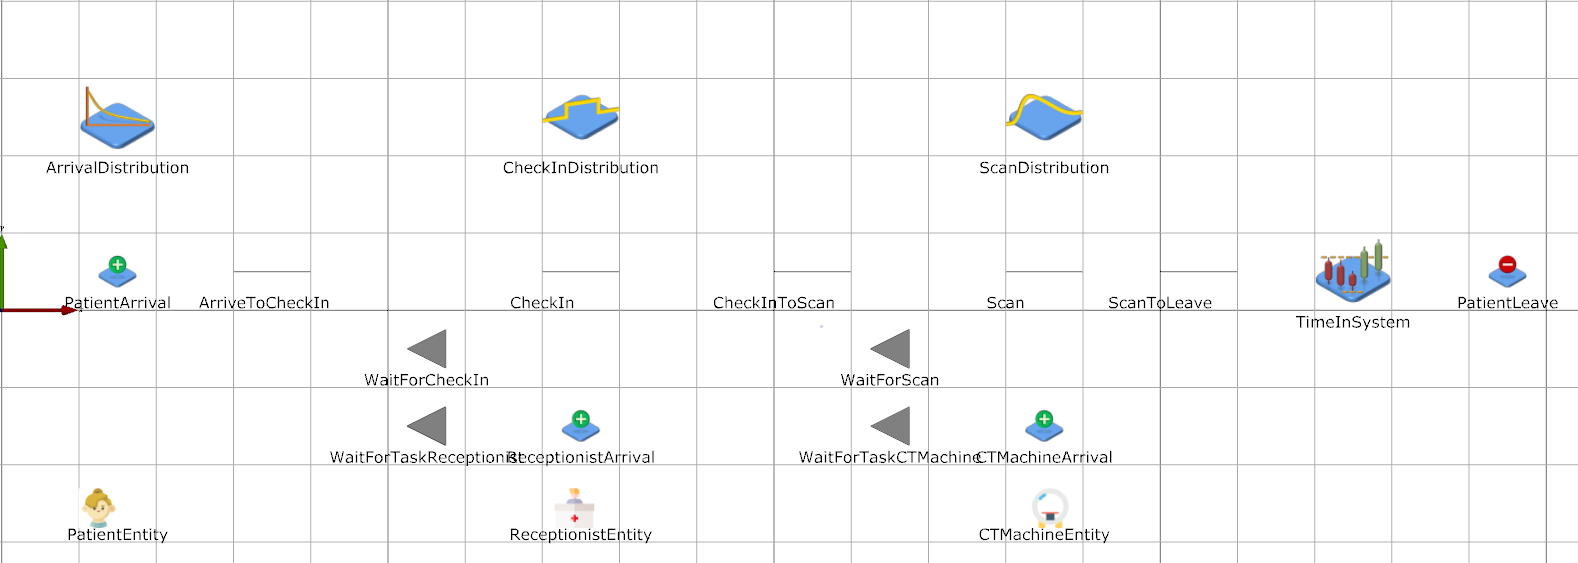 ArrivalDistribution
CheckInDistribution
ScanDistribution
PatientArrival
ArriveToCheckIn
CheckIn
CheckInToScan
Scan
ScanToLeave
TimeInSystem
PatientLeave
WaitForCheckIn
WaitForScan
WaitForTaskReceptionist
ReceptionistArrival
WaitForTaskCTMachine
CTMachineArrival
PatientEntity
ReceptionistEntity
CTMachineEntity